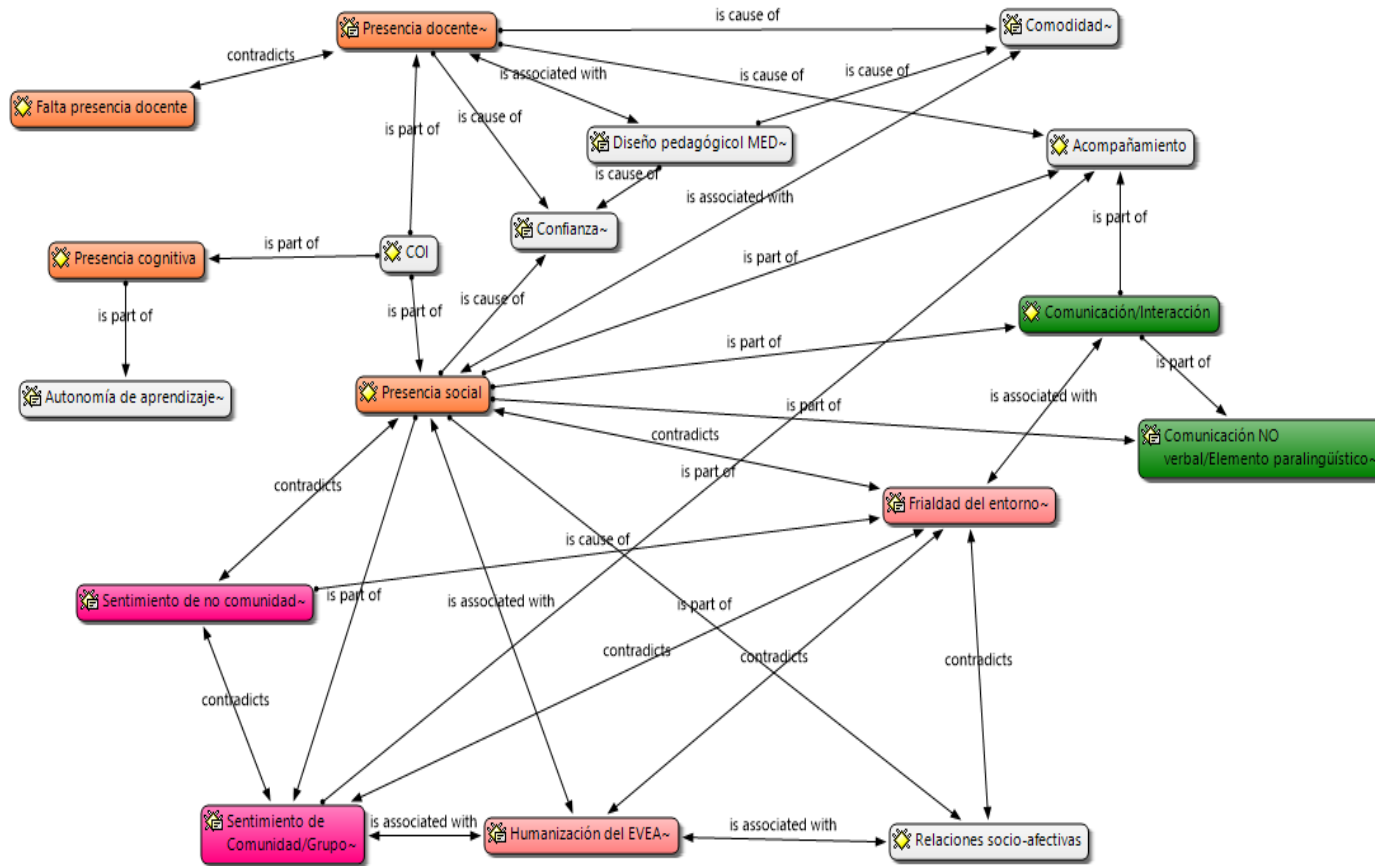 Presencia docente~
is cause of
Comodidad~
contradicts
is associated with
is cause of
is cause of
Falta presencia docente
is part of
is cause of
Diseño pedagógicol MED~
Acompañamiento
is cause of
is associated with
is part of
Confianza~
is part of
COI
Presencia cognitiva
is part of
is cause of
is part of
is part of
Comunicación/Interacción
is part of
is part of
is part of
Presencia social
Autonomía de aprendizaje~
is associated with
is part of
contradicts
Comunicación NO
verbal/Elemento paralingüístico~
is part of
contradicts
Frialdad del entorno~
is cause of
Sentimiento de no comunidad~
is part of
is associated with
is part of
contradicts
contradicts
contradicts
contradicts
Sentimiento de
Comunidad/Grupo~
is associated with
Humanización del EVEA~
is associated with
Relaciones socio-afectivas